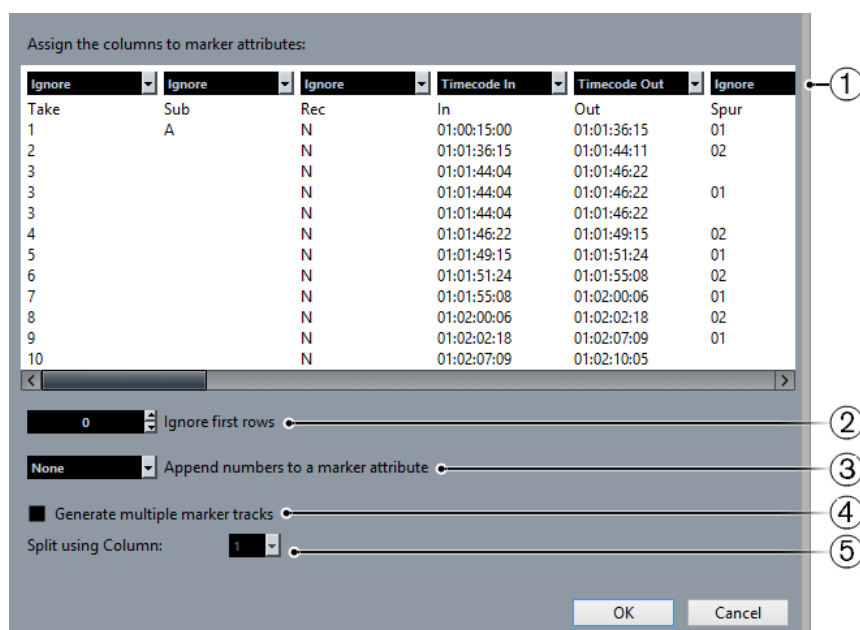 Assign the columns to marker attributes:
Ignore Ignore Ignore Timecode In Timecode Out Ignore 1
Take Sub Rec In Out Spur
1 A N 01:00:15:00 01:01:36:15 01
2 N 01:01:36:15 01:01:44:11 02
3 N 01:01:44:04 01:01:46:22
3 N 01:01:44:04 01:01:46:22 01
3 N 01:01:44:04 01:01:46:22
4 N 01:01:46:22 01:01:49:15 02
5 N 01:01:49:15 01:01:51:24 01
6 N 01:01:51:24 01:01:55:08 02
7 N 01:01:55:08 01:02:00:06 01
8 N 01:02:00:06 01:02:02:18 02
9 N 01:02:02:18 01:02:07:09 01
10 N 01:02:07:09 01:02:10:05
0 Ignore first rows 2
None Append numbers to a marker attribute 3
Generate multiple marker tracks 4
Split using Column: 1 5
OK Cancel